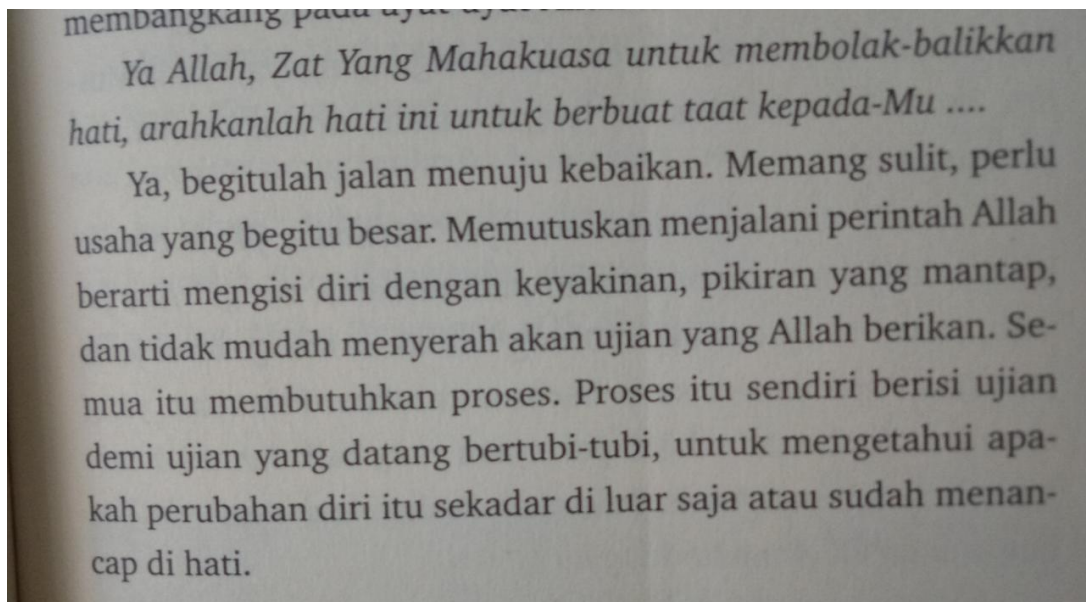 membangkang pada
Ya Allah, Zat Yang Mahakuasa untuk membolak-balikkan
hati, arahkanlah hati ini untuk berbuat taat kepada-Mu ....
Ya, begitulah jalan menuju kebaikan. Memang sulit, perlu
usaha yang begitu besar. Memutuskan menjalani perintah Allah
berarti mengisi diri dengan keyakinan, pikiran yang mantap,
dan tidak mudah menyerah akan ujian yang Allah berikan. Se-
mua itu membutuhkan proses. Proses itu sendiri berisi ujian
demi ujian yang datang bertubi-tubi, untuk mengetahui apa-
kah perubahan diri itu sekadar di luar saja atau sudah menan-
cap di hati.